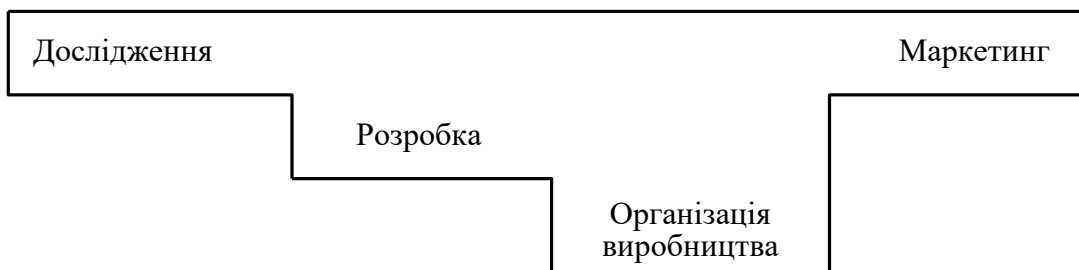 Дослідження
Маркетинг
Розробка
Організація
виробництва